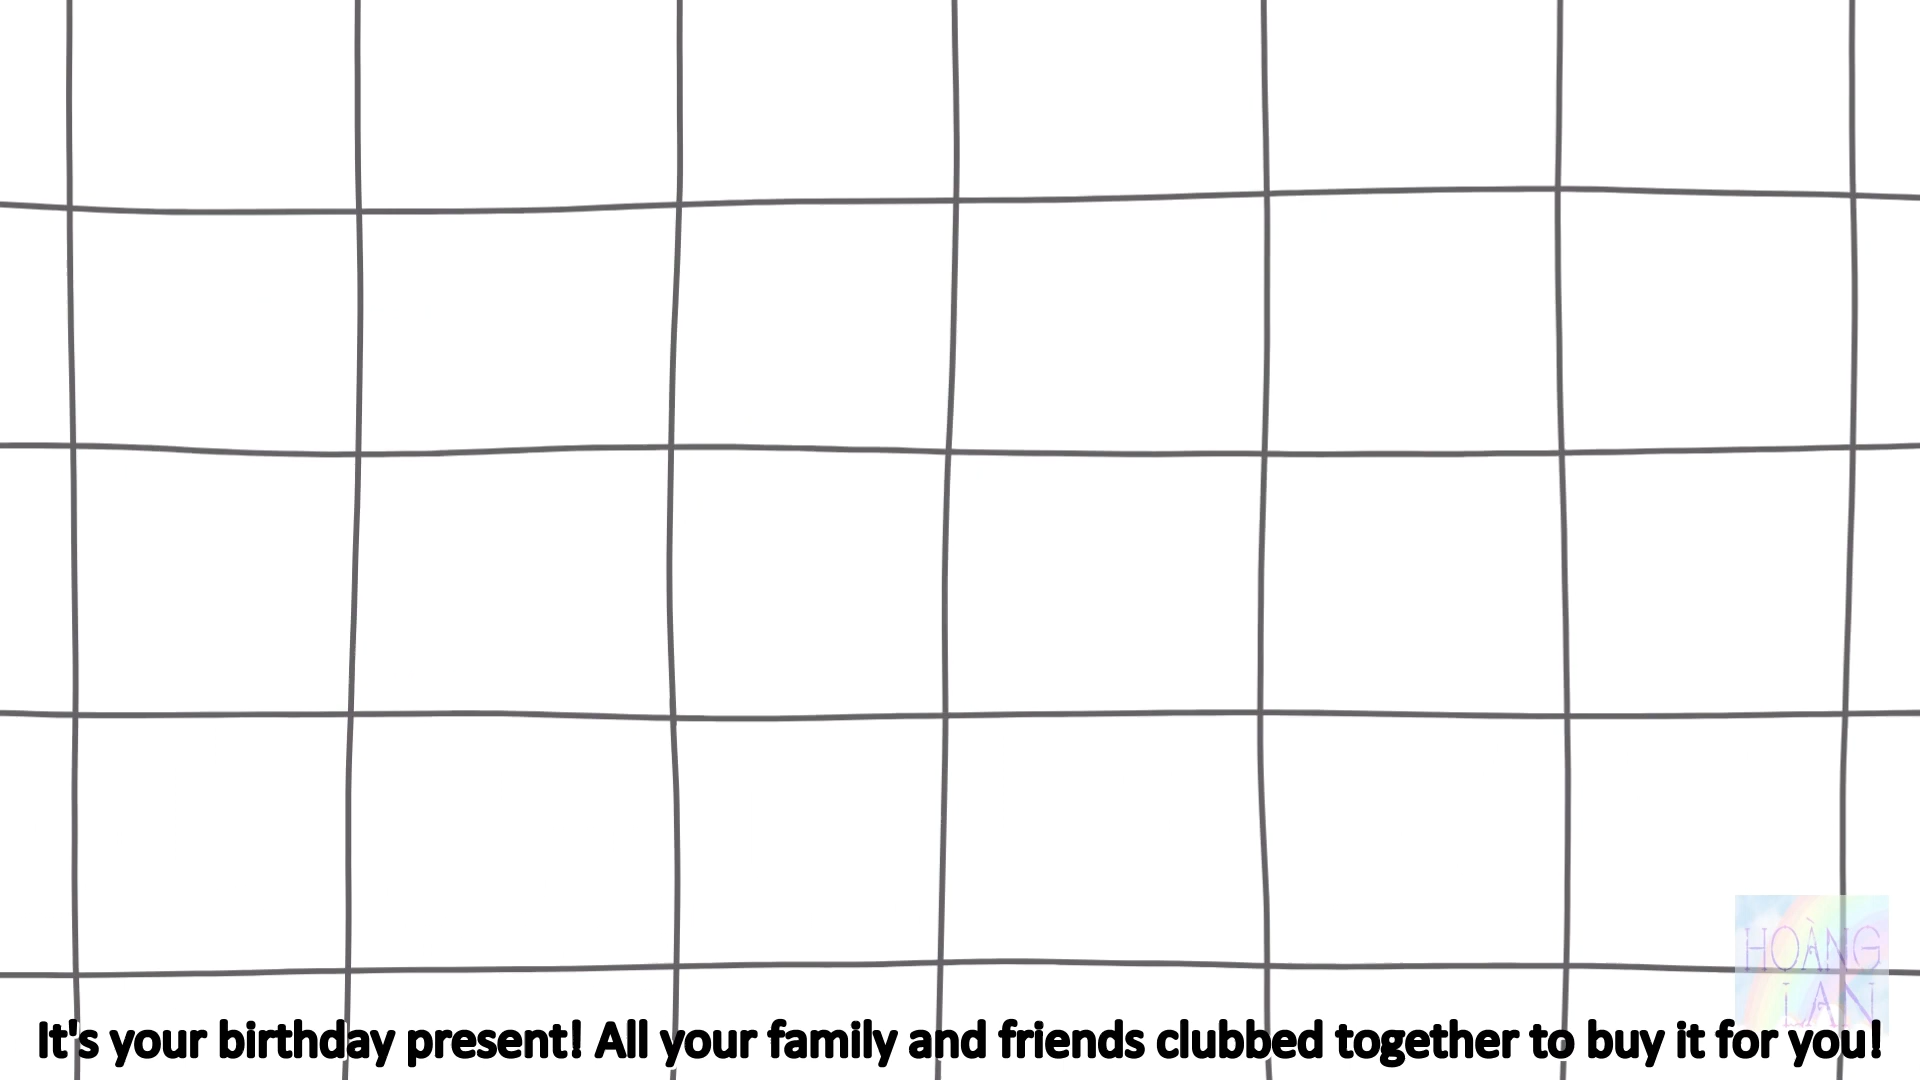 HOÀNG
LAN
It's your birthday present! All your family and friends clubbed together to buy it for you!